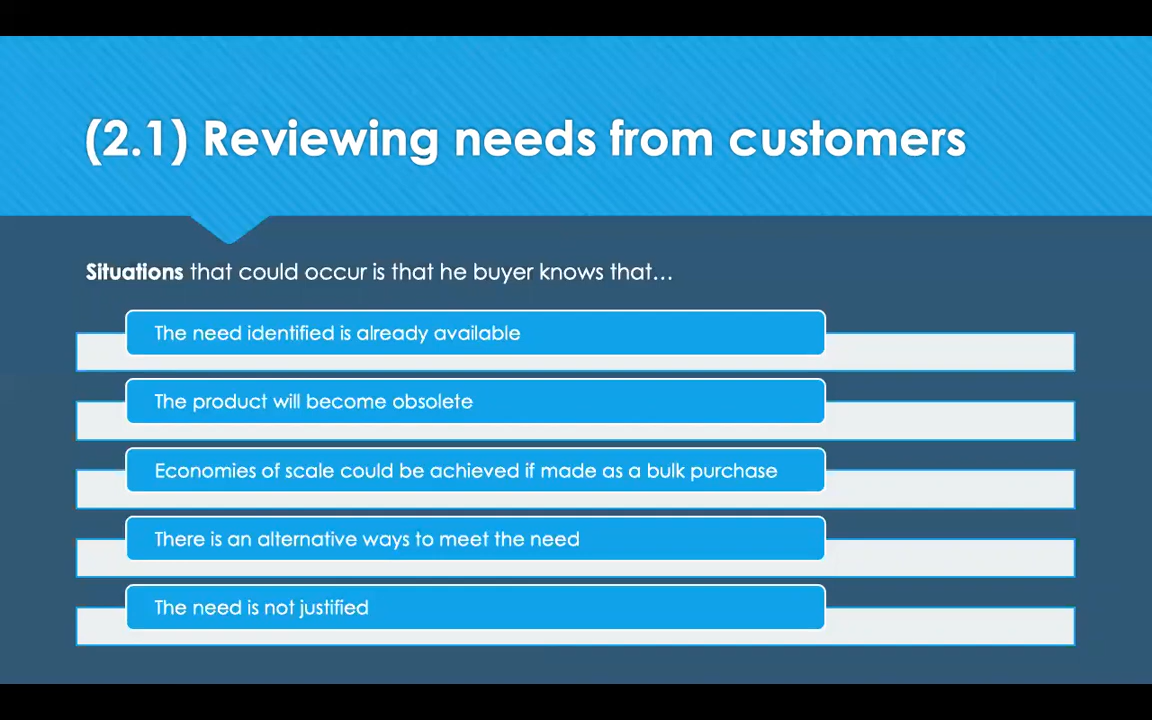 (2.1) Reviewing needs from customers
Situations that could occur is that he buyer knows that…
The need identified is already available
The product will become obsolete
Economies of scale could be achieved if made as a bulk purchase
There is an alternative ways to meet the need
The need is not justified